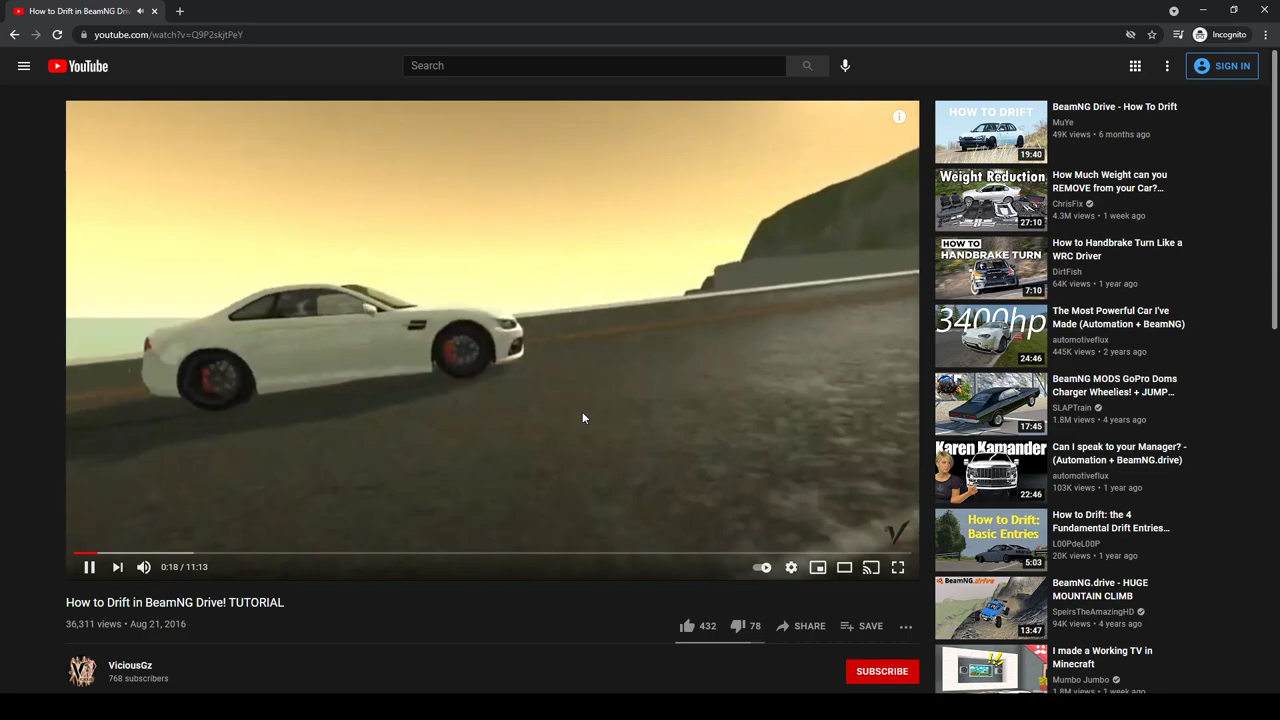 How to Drift in BeamNG Dri
youtube.com/watch?v=Q9P2skjtPeY
Incognito
YouTube
Search
SIGN IN
0:18 / 11:13
How to Drift in BeamNG Drive! TUTORIAL
36,311 views • Aug 21, 2016
432
78
SHARE
SAVE
ViciousGz
768 subscribers
SUBSCRIBE
HOW TO DRIFT
19:40
BeamNG Drive - How To Drift
MuYe
49K views • 6 months ago
Weight Reduction
27:10
How Much Weight can you
REMOVE from your Car?...
ChrisFix
4.3M views • 1 week ago
HOW TO
HANDBRAKE TURN
7:10
How to Handbrake Turn Like a
WRC Driver
DirtFish
64K views • 1 year ago
3400hp
24:46
The Most Powerful Car I've
Made (Automation + BeamNG)
automotiveflux
445K views • 2 years ago
17:45
BeamNG MODS GoPro Doms
Charger Wheelies! + JUMP...
SLAPTrain
1.8M views • 4 years ago
Karen Kamander
22:46
Can I speak to your Manager? -
(Automation + BeamNG.drive)
automotiveflux
103K views • 1 year ago
How to Drift:
Basic Entries
5:03
How to Drift: the 4
Fundamental Drift Entries...
L00PdeL00P
20K views • 1 year ago
BeamNG.drive
13:47
BeamNG.drive - HUGE
MOUNTAIN CLIMB
SpeirsTheAmazingHD
94K views • 4 years ago
I made a Working TV in
Minecraft
Mumbo Jumbo
1.8M views • 1 year ago